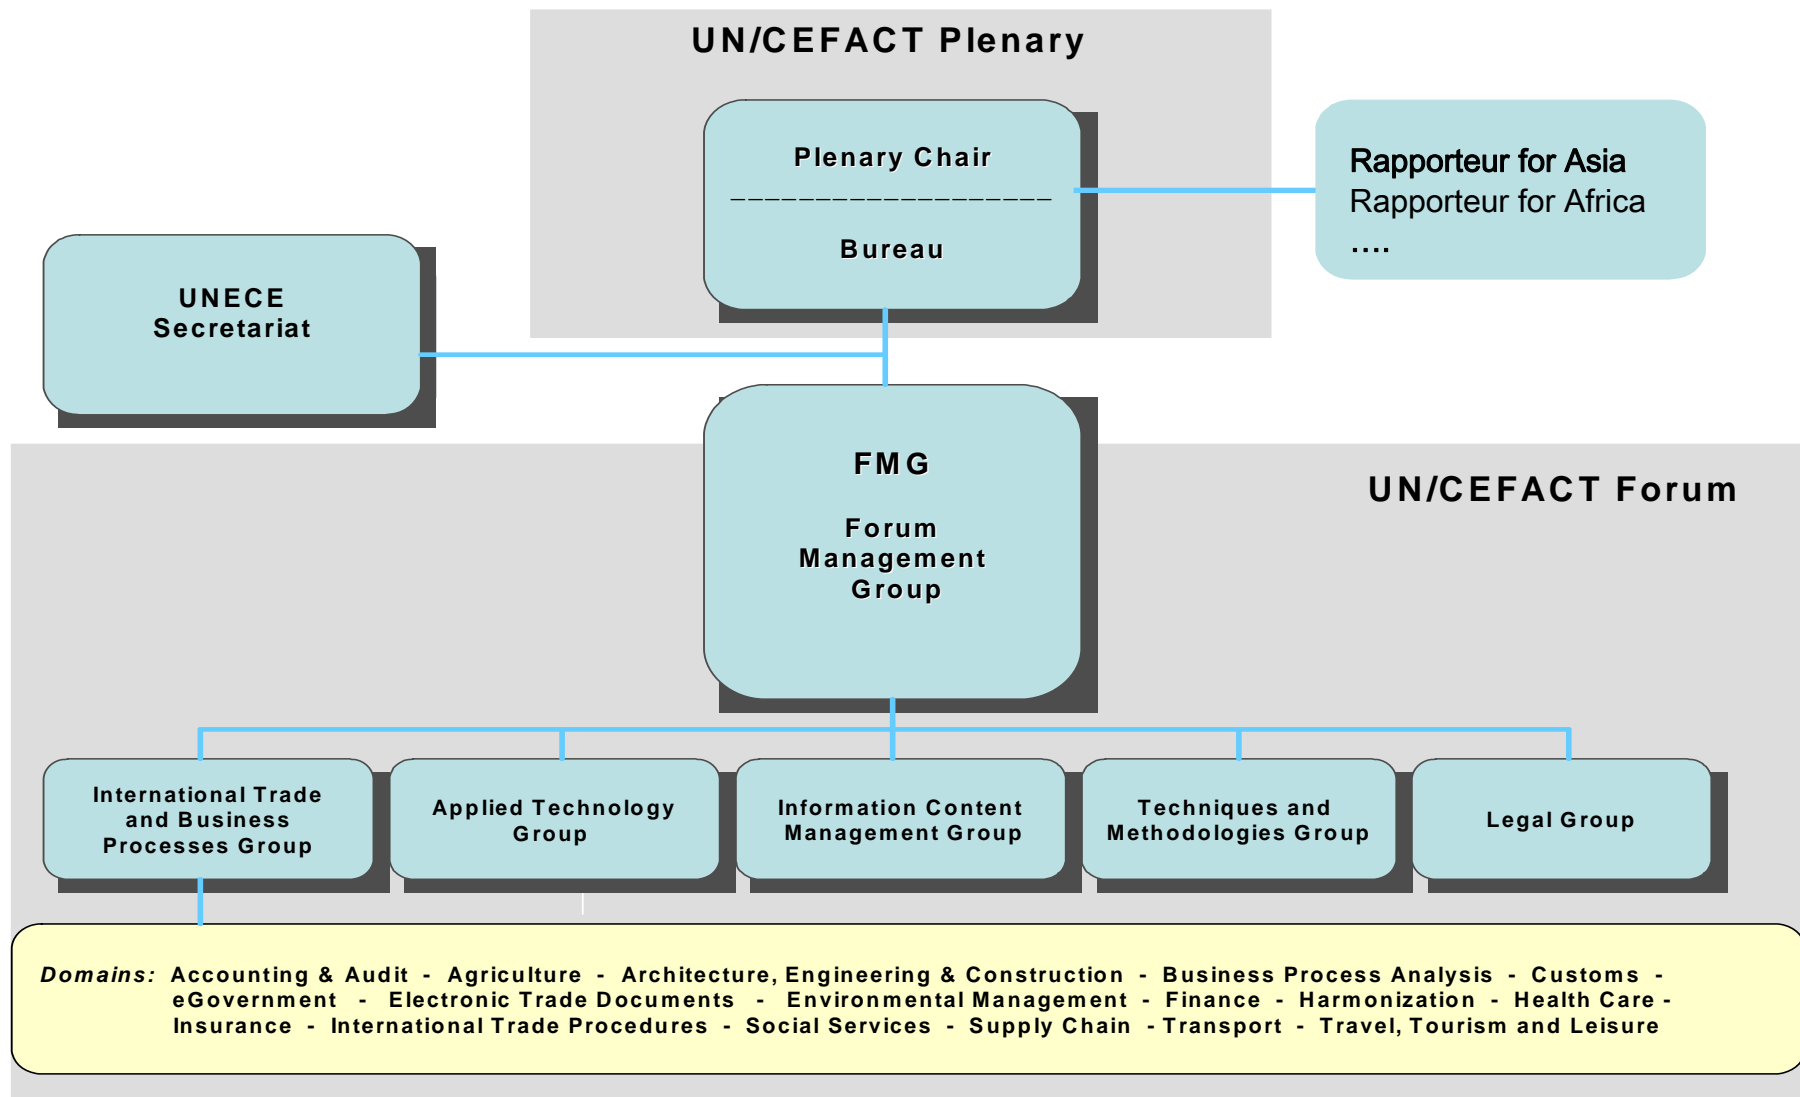 UN/CEFACT Plenary
Plenary Chair
___________________
Bureau
Rapporteur for Asia
Rapporteur for Africa
....
UNECE
Secretariat
FMG
Forum
Management
Group
UN/CEFACT Forum
International Trade
and Business
Processes Group
Applied Technology
Group
Information Content
Management Group
Techniques and
Methodologies Group
Legal Group
Domains: Accounting & Audit - Agriculture - Architecture, Engineering & Construction - Business Process Analysis - Customs -
eGovernment - Electronic Trade Documents - Environmental Management - Finance - Harmonization - Health Care -
Insurance - International Trade Procedures - Social Services - Supply Chain - Transport - Travel, Tourism and Leisure